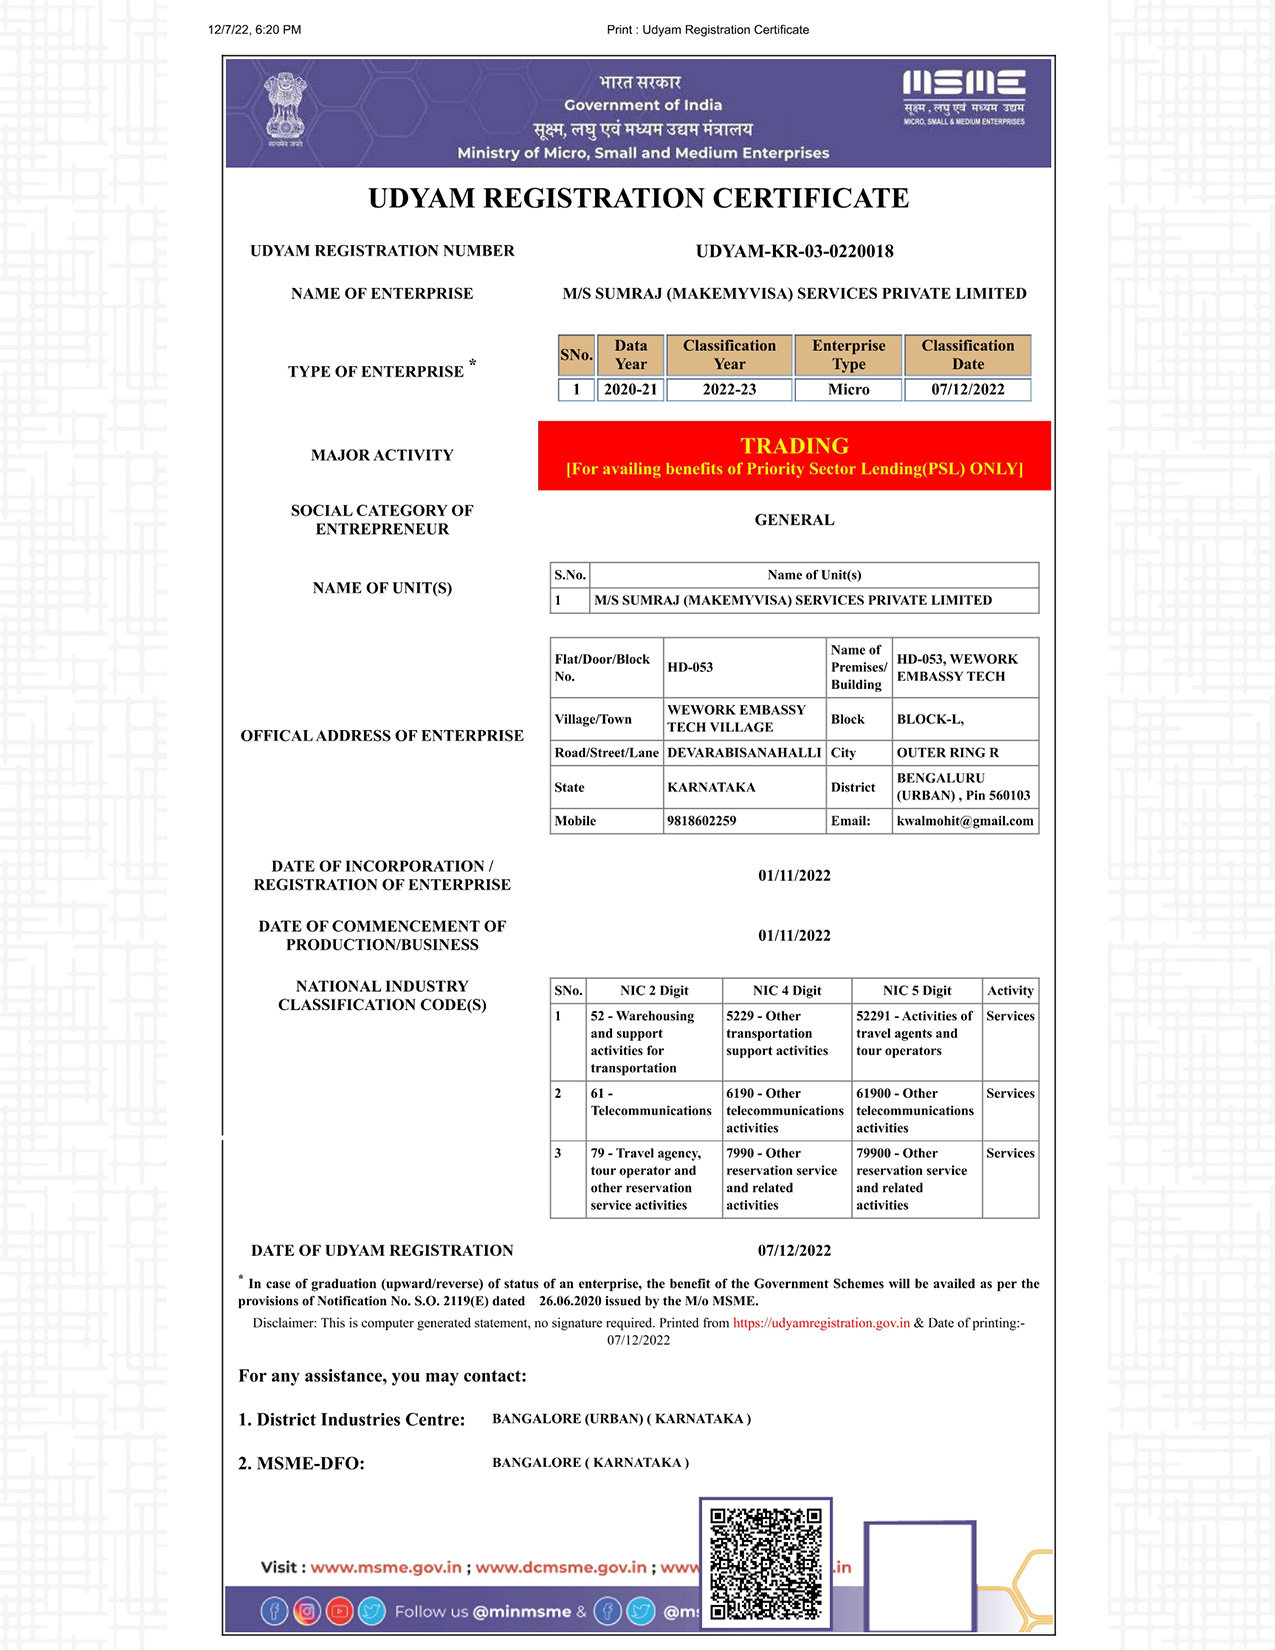 12/7/22, 6:20 PM Print : Udyam Registration Certificate
भारत सरकार
Government of India
सूक्ष्म, लघु एवं मध्यम उद्यम मंत्रालय
Ministry of Micro, Small and Medium Enterprises
सत्यमेव जयते
MSME
सूक्ष्म , लघु एवं मध्यम उद्यम
MICRO, SMALL & MEDIUM ENTERPRISES
UDYAM REGISTRATION CERTIFICATE
UDYAM REGISTRATION NUMBER UDYAM-KR-03-0220018
NAME OF ENTERPRISE M/S SUMRAJ (MAKEMYVISA) SERVICES PRIVATE LIMITED
TYPE OF ENTERPRISE *
SNo. Data Year Classification Year Enterprise Type Classification Date
1 2020-21 2022-23 Micro 07/12/2022
MAJOR ACTIVITY
TRADING
[For availing benefits of Priority Sector Lending(PSL) ONLY]
SOCIAL CATEGORY OF
ENTREPRENEUR
GENERAL
NAME OF UNIT(S)
S.No. Name of Unit(s)
1 M/S SUMRAJ (MAKEMYVISA) SERVICES PRIVATE LIMITED
OFFICAL ADDRESS OF ENTERPRISE
Flat/Door/Block No. HD-053 Name of Premises/ Building HD-053, WEWORK EMBASSY TECH
Village/Town WEWORK EMBASSY TECH VILLAGE Block BLOCK-L,
Road/Street/Lane DEVARABISANAHALLI City OUTER RING R
State KARNATAKA District BENGALURU (URBAN) , Pin 560103
Mobile 9818602259 Email: kwalmohit@gmail.com
DATE OF INCORPORATION /
REGISTRATION OF ENTERPRISE
01/11/2022
DATE OF COMMENCEMENT OF
PRODUCTION/BUSINESS
01/11/2022
NATIONAL INDUSTRY
CLASSIFICATION CODE(S)
SNo. NIC 2 Digit NIC 4 Digit NIC 5 Digit Activity
1 52 - Warehousing and support activities for transportation 5229 - Other transportation support activities 52291 - Activities of travel agents and tour operators Services
2 61 - Telecommunications 6190 - Other telecommunications activities 61900 - Other telecommunications activities Services
3 79 - Travel agency, tour operator and other reservation service activities 7990 - Other reservation service and related activities 79900 - Other reservation service and related activities Services
DATE OF UDYAM REGISTRATION 07/12/2022
* In case of graduation (upward/reverse) of status of an enterprise, the benefit of the Government Schemes will be availed as per the
provisions of Notification No. S.O. 2119(E) dated 26.06.2020 issued by the M/o MSME.
Disclaimer: This is computer generated statement, no signature required. Printed from https://udyamregistration.gov.in & Date of printing:-
07/12/2022
For any assistance, you may contact:
1. District Industries Centre: BANGALORE (URBAN) ( KARNATAKA )
2. MSME-DFO: BANGALORE ( KARNATAKA )
Visit : www.msme.gov.in ; www.dcmsme.gov.in ; www .in
Follow us @minmsme & @ms